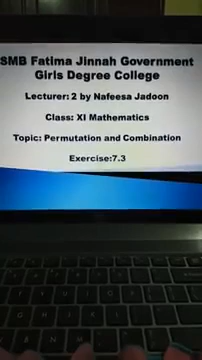 SMB Fatima Jinnah Government
Girls Degree College
Lecturer: 2 by Nafeesa Jadoon
Class: XI Mathematics
Topic: Permutation and Combination
Exercise:7.3